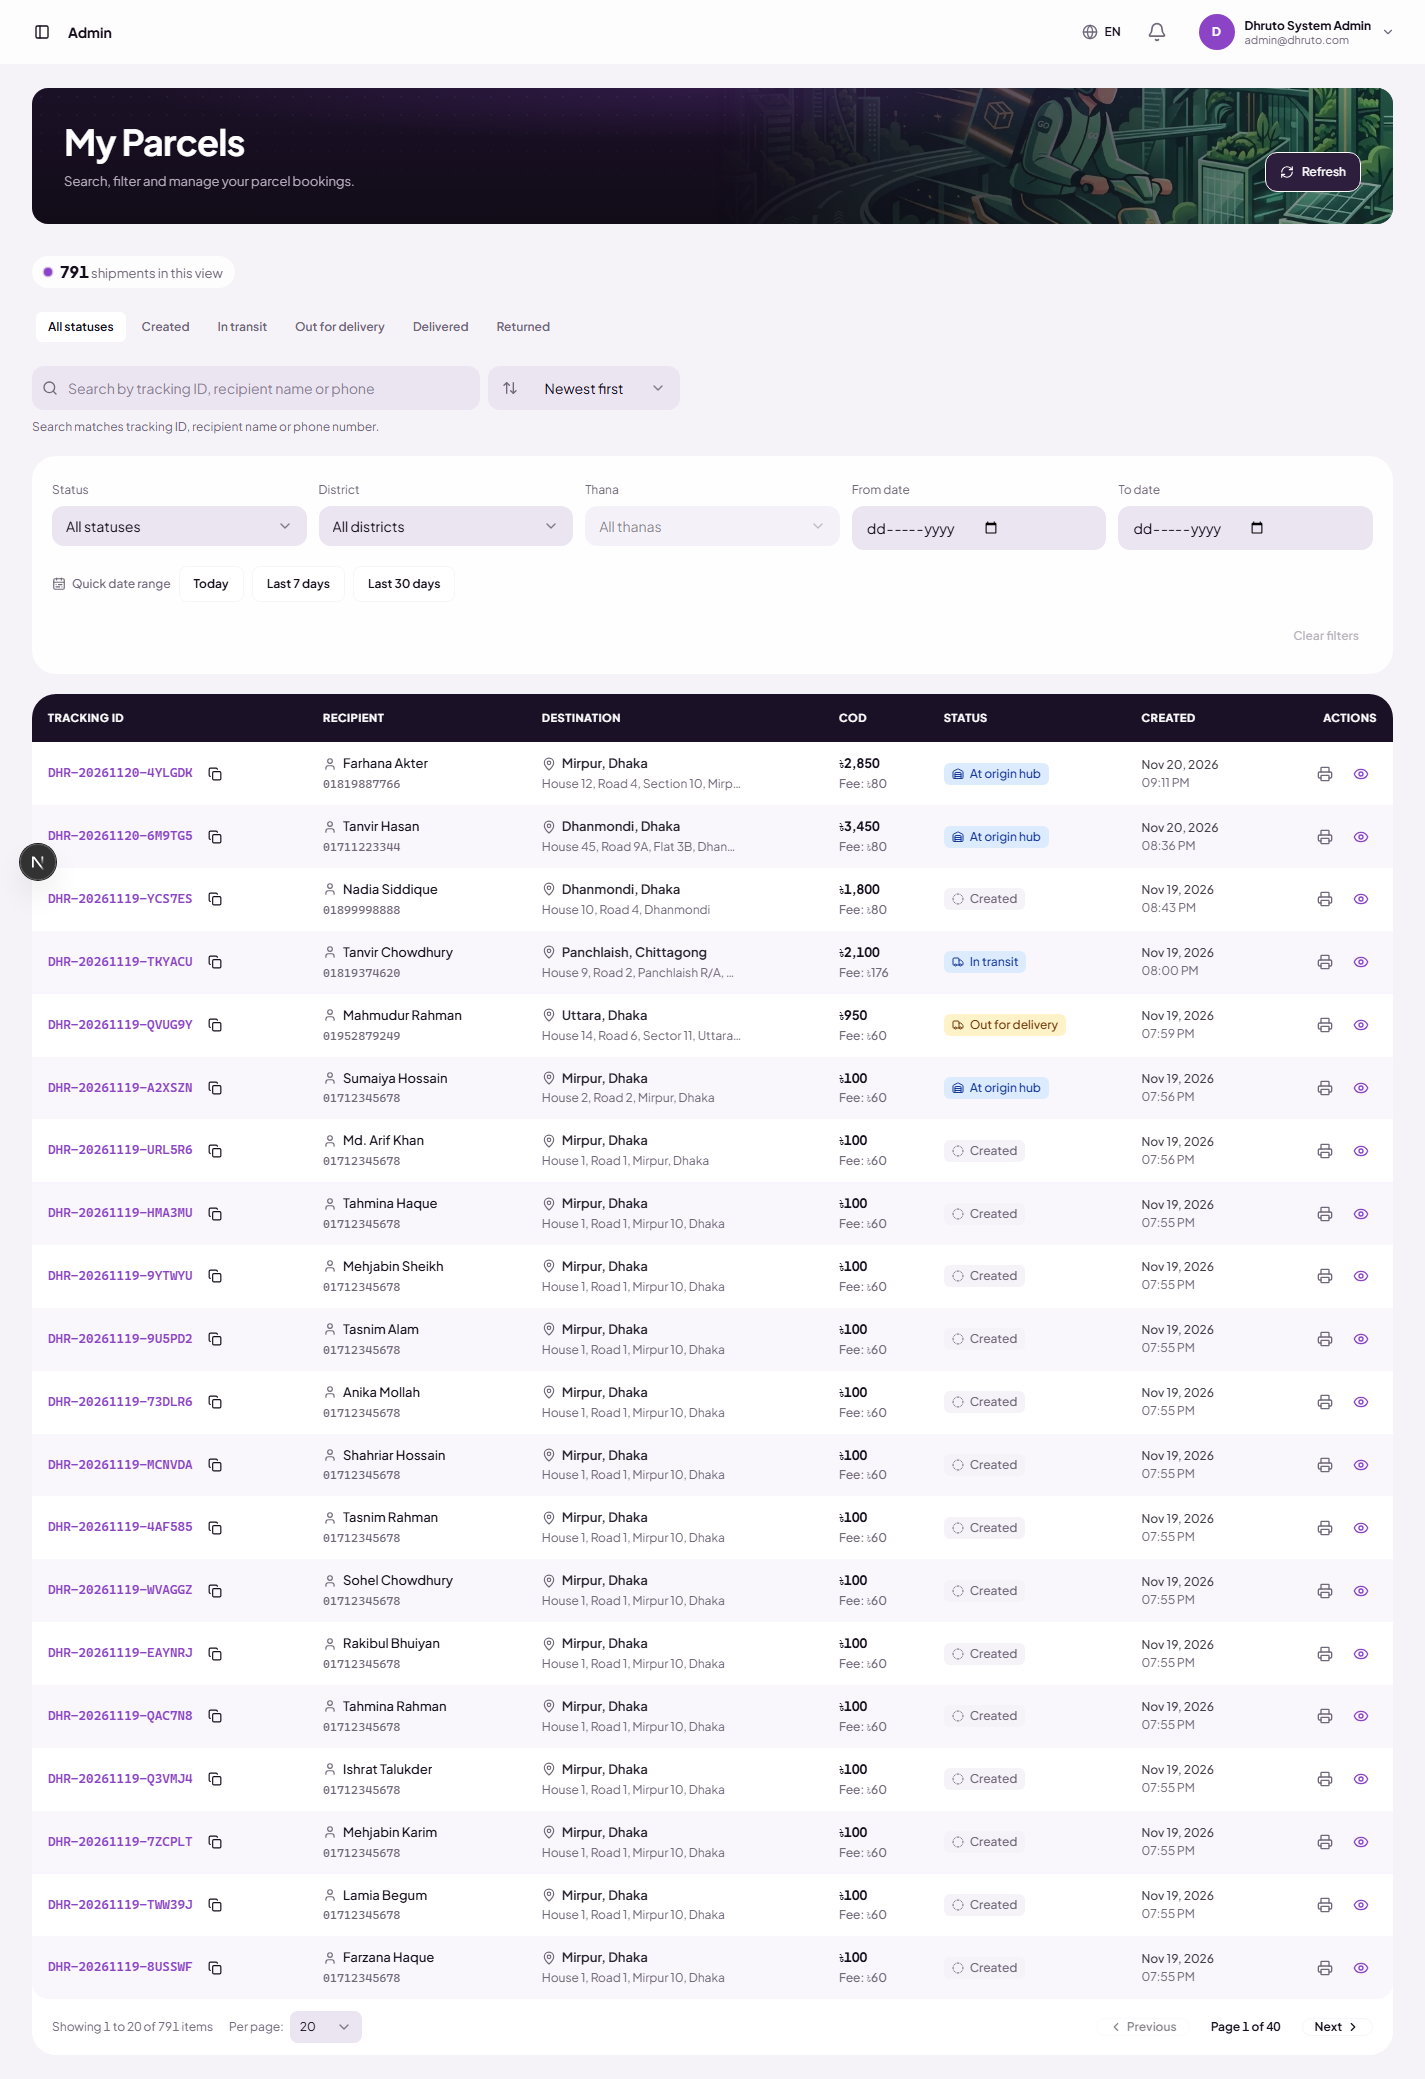 Admin
EN
D
Dhruto System Admin
admin@dhruto.com
My Parcels
Search, filter and manage your parcel bookings.
GO
Refresh
791 shipments in this view
All statuses Created In transit Out for delivery Delivered Returned
Search by tracking ID, recipient name or phone
Newest first
Search matches tracking ID, recipient name or phone number.
Status District Thana From date To date
All statuses All districts All thanas dd-----yyyy dd-----yyyy
Quick date range Today Last 7 days Last 30 days
Clear filters
TRACKING ID RECIPIENT DESTINATION COD STATUS CREATED ACTIONS
DHR-20261120-4YLGDK Farhana Akter Mirpur, Dhaka ৳2,850 At origin hub Nov 20, 2026
01819887766 House 12, Road 4, Section 10, Mirp... Fee: ৳80 09:11 PM
DHR-20261120-6M9TG5 Tanvir Hasan Dhanmondi, Dhaka ৳3,450 At origin hub Nov 20, 2026
01711223344 House 45, Road 9A, Flat 3B, Dhan... Fee: ৳80 08:36 PM
N
DHR-20261119-YCS7ES Nadia Siddique Dhanmondi, Dhaka ৳1,800 Created Nov 19, 2026
01899998888 House 10, Road 4, Dhanmondi Fee: ৳80 08:43 PM
DHR-20261119-TKYACU Tanvir Chowdhury Panchlaish, Chittagong ৳2,100 In transit Nov 19, 2026
01819374620 House 9, Road 2, Panchlaish R/A, ... Fee: ৳176 08:00 PM
DHR-20261119-QVUG9Y Mahmudur Rahman Uttara, Dhaka ৳950 Out for delivery Nov 19, 2026
01952879249 House 14, Road 6, Sector 11, Uttara... Fee: ৳60 07:59 PM
DHR-20261119-A2XSZN Sumaiya Hossain Mirpur, Dhaka ৳100 At origin hub Nov 19, 2026
01712345678 House 2, Road 2, Mirpur, Dhaka Fee: ৳60 07:56 PM
DHR-20261119-URL5R6 Md. Arif Khan Mirpur, Dhaka ৳100 Created Nov 19, 2026
01712345678 House 1, Road 1, Mirpur, Dhaka Fee: ৳60 07:56 PM
DHR-20261119-HMA3MU Tahmina Haque Mirpur, Dhaka ৳100 Created Nov 19, 2026
01712345678 House 1, Road 1, Mirpur 10, Dhaka Fee: ৳60 07:55 PM
DHR-20261119-9YTWYU Mehjabin Sheikh Mirpur, Dhaka ৳100 Created Nov 19, 2026
01712345678 House 1, Road 1, Mirpur 10, Dhaka Fee: ৳60 07:55 PM
DHR-20261119-9U5PD2 Tasnim Alam Mirpur, Dhaka ৳100 Created Nov 19, 2026
01712345678 House 1, Road 1, Mirpur 10, Dhaka Fee: ৳60 07:55 PM
DHR-20261119-73DLR6 Anika Mollah Mirpur, Dhaka ৳100 Created Nov 19, 2026
01712345678 House 1, Road 1, Mirpur 10, Dhaka Fee: ৳60 07:55 PM
DHR-20261119-MCNVDA Shahriar Hossain Mirpur, Dhaka ৳100 Created Nov 19, 2026
01712345678 House 1, Road 1, Mirpur 10, Dhaka Fee: ৳60 07:55 PM
DHR-20261119-4AF585 Tasnim Rahman Mirpur, Dhaka ৳100 Created Nov 19, 2026
01712345678 House 1, Road 1, Mirpur 10, Dhaka Fee: ৳60 07:55 PM
DHR-20261119-WVAGGZ Sohel Chowdhury Mirpur, Dhaka ৳100 Created Nov 19, 2026
01712345678 House 1, Road 1, Mirpur 10, Dhaka Fee: ৳60 07:55 PM
DHR-20261119-EAYNRJ Rakibul Bhuiyan Mirpur, Dhaka ৳100 Created Nov 19, 2026
01712345678 House 1, Road 1, Mirpur 10, Dhaka Fee: ৳60 07:55 PM
DHR-20261119-QAC7N8 Tahmina Rahman Mirpur, Dhaka ৳100 Created Nov 19, 2026
01712345678 House 1, Road 1, Mirpur 10, Dhaka Fee: ৳60 07:55 PM
DHR-20261119-Q3VMJ4 Ishrat Talukder Mirpur, Dhaka ৳100 Created Nov 19, 2026
01712345678 House 1, Road 1, Mirpur 10, Dhaka Fee: ৳60 07:55 PM
DHR-20261119-7ZCPLT Mehjabin Karim Mirpur, Dhaka ৳100 Created Nov 19, 2026
01712345678 House 1, Road 1, Mirpur 10, Dhaka Fee: ৳60 07:55 PM
DHR-20261119-TWW39J Lamia Begum Mirpur, Dhaka ৳100 Created Nov 19, 2026
01712345678 House 1, Road 1, Mirpur 10, Dhaka Fee: ৳60 07:55 PM
DHR-20261119-8USSWF Farzana Haque Mirpur, Dhaka ৳100 Created Nov 19, 2026
01712345678 House 1, Road 1, Mirpur 10, Dhaka Fee: ৳60 07:55 PM
Showing 1 to 20 of 791 items Per page: 20 Previous Page 1 of 40 Next